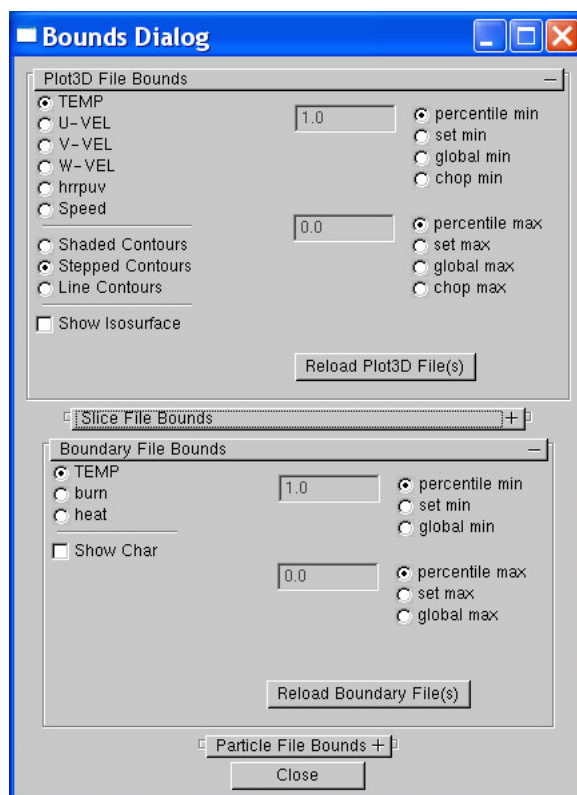 Bounds Dialog
Plot3D File Bounds
TEMP
U-VEL
V-VEL
W-VEL
hrrpuv
Speed
1.0
percentile min
set min
global min
chop min
0.0
percentile max
set max
global max
chop max
Shaded Contours
Stepped Contours
Line Contours
Show Isosurface
Reload Plot3D File(s)
Slice File Bounds
Boundary File Bounds
TEMP
burn
heat
1.0
percentile min
set min
global min
Show Char
0.0
percentile max
set max
global max
Reload Boundary File(s)
Particle File Bounds
Close